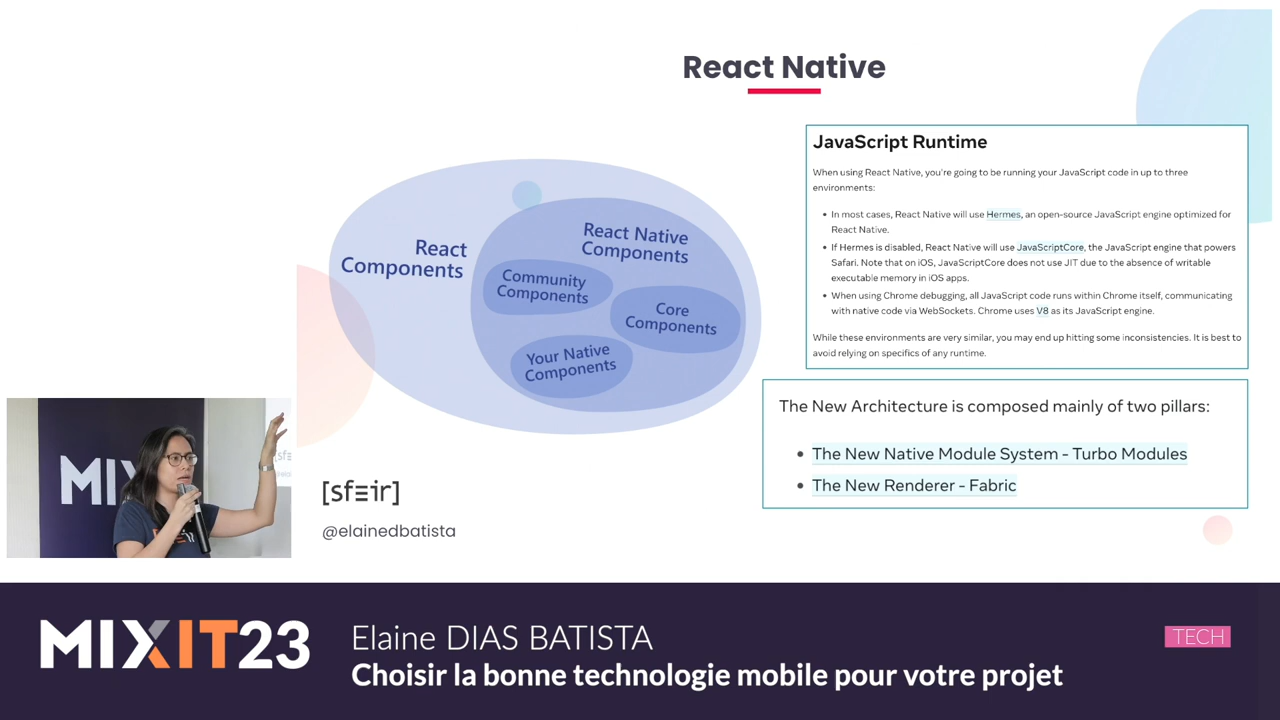 React Native
React
Components
React Native
Components
Community
Components
Core
Components
Your Native
Components
JavaScript Runtime
When using React Native, you're going to be running your JavaScript code in up to three
environments:
• In most cases, React Native will use Hermes, an open-source JavaScript engine optimized for
React Native.
• If Hermes is disabled, React Native will use JavaScriptCore, the JavaScript engine that powers
Safari. Note that on iOS, JavaScriptCore does not use JIT due to the absence of writable
executable memory in iOS apps.
• When using Chrome debugging, all JavaScript code runs within Chrome itself, communicating
with native code via WebSockets. Chrome uses V8 as its JavaScript engine.
While these environments are very similar, you may end up hitting some inconsistencies. It is best to
avoid relying on specifics of any runtime.
The New Architecture is composed mainly of two pillars:
• The New Native Module System - Turbo Modules
• The New Renderer - Fabric
MIX
[sfeir]
@elainedbatista
MIXIT23
Elaine DIAS BATISTA
Choisir la bonne technologie mobile pour votre projet
TECH